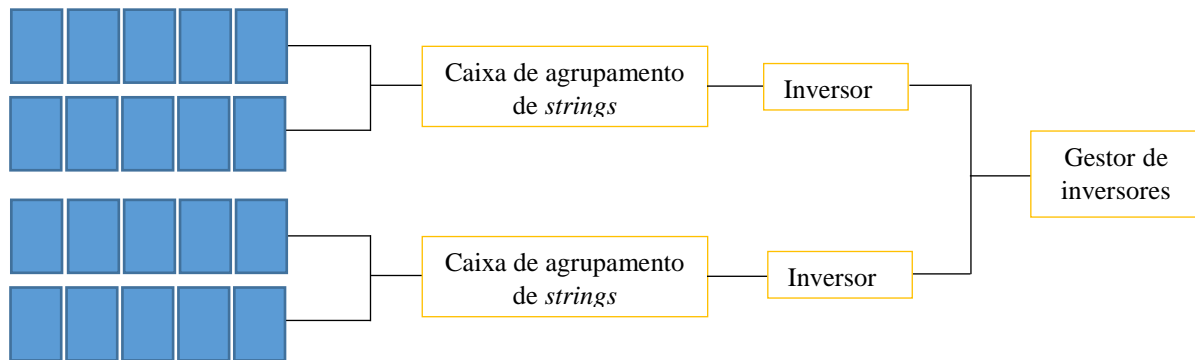 Caixa de agrupamento
de strings
Inversor
Gestor de
inversores
Caixa de agrupamento
de strings
Inversor